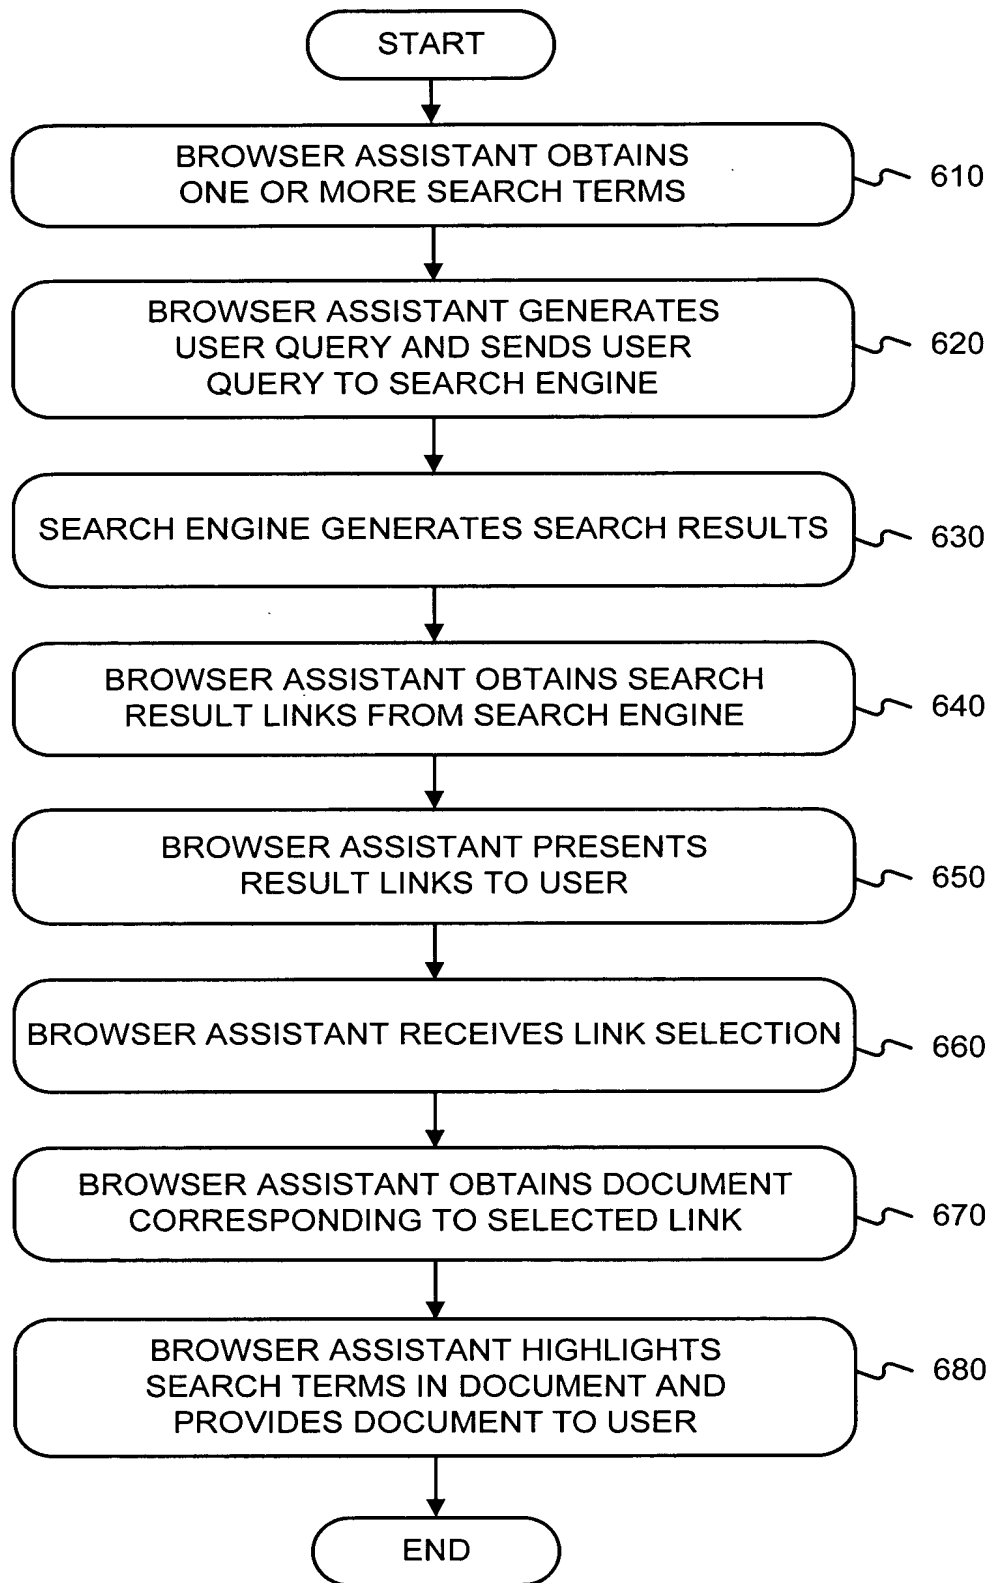 START
BROWSER ASSISTANT OBTAINS
ONE OR MORE SEARCH TERMS
610
BROWSER ASSISTANT GENERATES
USER QUERY AND SENDS USER
QUERY TO SEARCH ENGINE
620
SEARCH ENGINE GENERATES SEARCH RESULTS
630
BROWSER ASSISTANT OBTAINS SEARCH
RESULT LINKS FROM SEARCH ENGINE
640
BROWSER ASSISTANT PRESENTS
RESULT LINKS TO USER
650
BROWSER ASSISTANT RECEIVES LINK SELECTION
660
BROWSER ASSISTANT OBTAINS DOCUMENT
CORRESPONDING TO SELECTED LINK
670
BROWSER ASSISTANT HIGHLIGHTS
SEARCH TERMS IN DOCUMENT AND
PROVIDES DOCUMENT TO USER
680
END